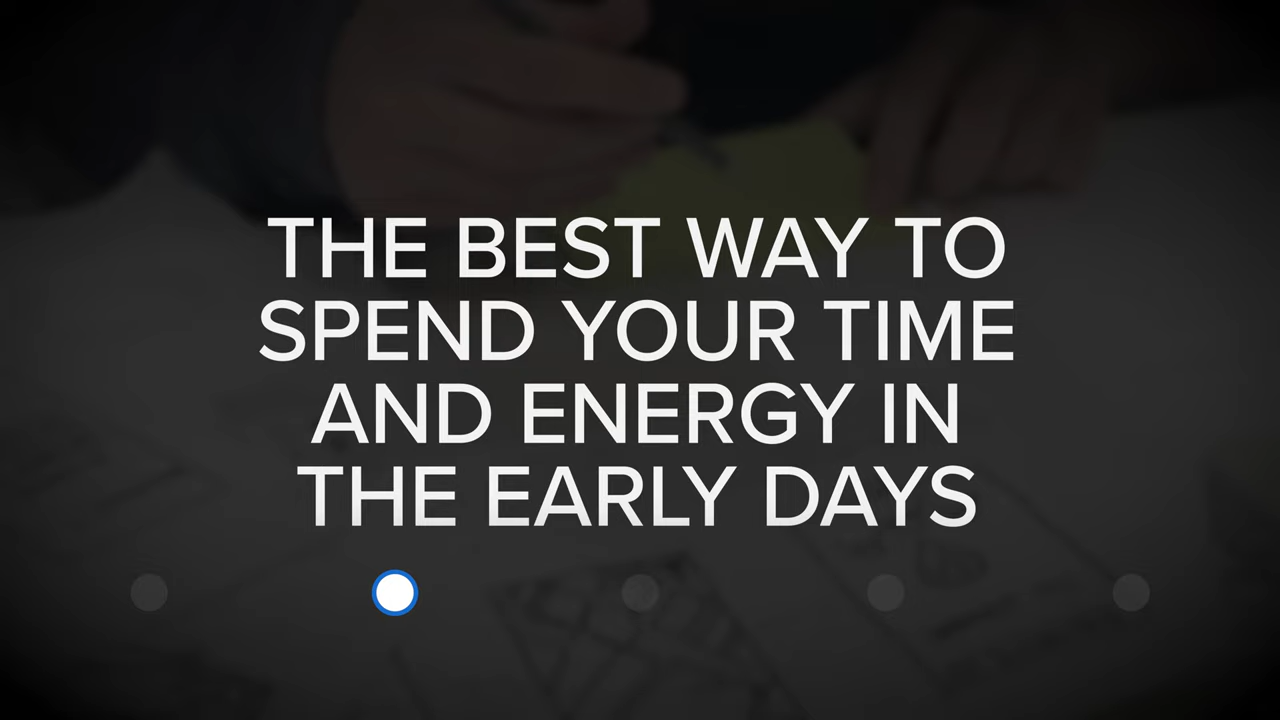 THE BEST WAY TO
SPEND YOUR TIME
AND ENERGY IN
THE EARLY DAYS